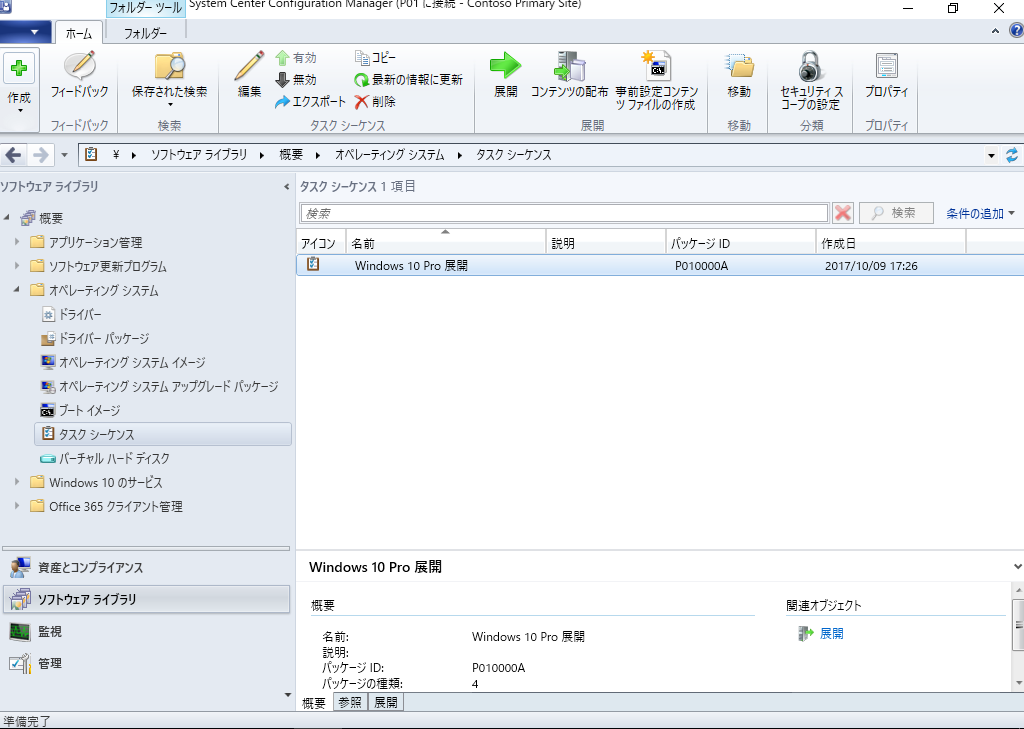 フォルダー ツール
System Center Configuration Manager (P01 に接続 - Contoso Primary Site)
ホーム
フォルダー
作成
フィードバック
フィードバック
保存された検索
検索
編集
有効
無効
エクスポート
コピー
最新の情報に更新
削除
タスク シーケンス
展開
コンテンツの配布
事前設定コンテン
ツ ファイルの作成
展開
移動
移動
セキュリティ ス
コープの設定
分類
プロパティ
プロパティ
¥ ソフトウェア ライブラリ 概要 オペレーティング システム タスク シーケンス
ソフトウェア ライブラリ
概要
アプリケーション管理
ソフトウェア更新プログラム
オペレーティング システム
ドライバー
ドライバー パッケージ
オペレーティング システム イメージ
オペレーティング システム アップグレード パッケージ
ブート イメージ
タスク シーケンス
バーチャル ハード ディスク
Windows 10 のサービス
Office 365 クライアント管理
資産とコンプライアンス
ソフトウェア ライブラリ
監視
管理
タスク シーケンス 1 項目
検索
検索
条件の追加
アイコン 名前 説明 パッケージ ID 作成日
Windows 10 Pro 展開 P010000A 2017/10/09 17:26
Windows 10 Pro 展開
概要
名前: Windows 10 Pro 展開
説明:
パッケージ ID: P010000A
パッケージの種類: 4
関連オブジェクト
展開
概要 参照 展開
準備完了